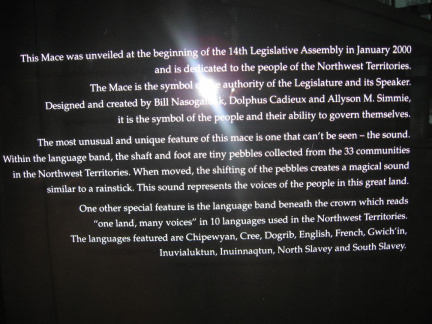 This Mace was unveiled at the beginning of the 14th Legislative Assembly in January 2000
and is dedicated to the people of the Northwest Territories.
The Mace is the symbol of the authority of the Legislature and its Speaker.
Designed and created by Bill Dolphus Cadieux and Allyson M. Simmie,
it is the symbol of the people and their ability to govern themselves.
The most unusual and unique feature of this mace is one that can't be seen – the sound.
Within the language band, the shaft and foot are tiny pebbles collected from the 33 communities
in the Northwest Territories. When moved, the shifting of the pebbles creates a magical sound
similar to a rainstick. This sound represents the voices of the people in this great land.
One other special feature is the language band beneath the crown which reads
"one land, many voices" in 10 languages used in the Northwest Territories.
The languages featured are Chipewyan, Cree, Dogrib, English, French, Gwich'in,
Inuvialuktun, Inuinnaqtun, North Slavey and South Slavey.